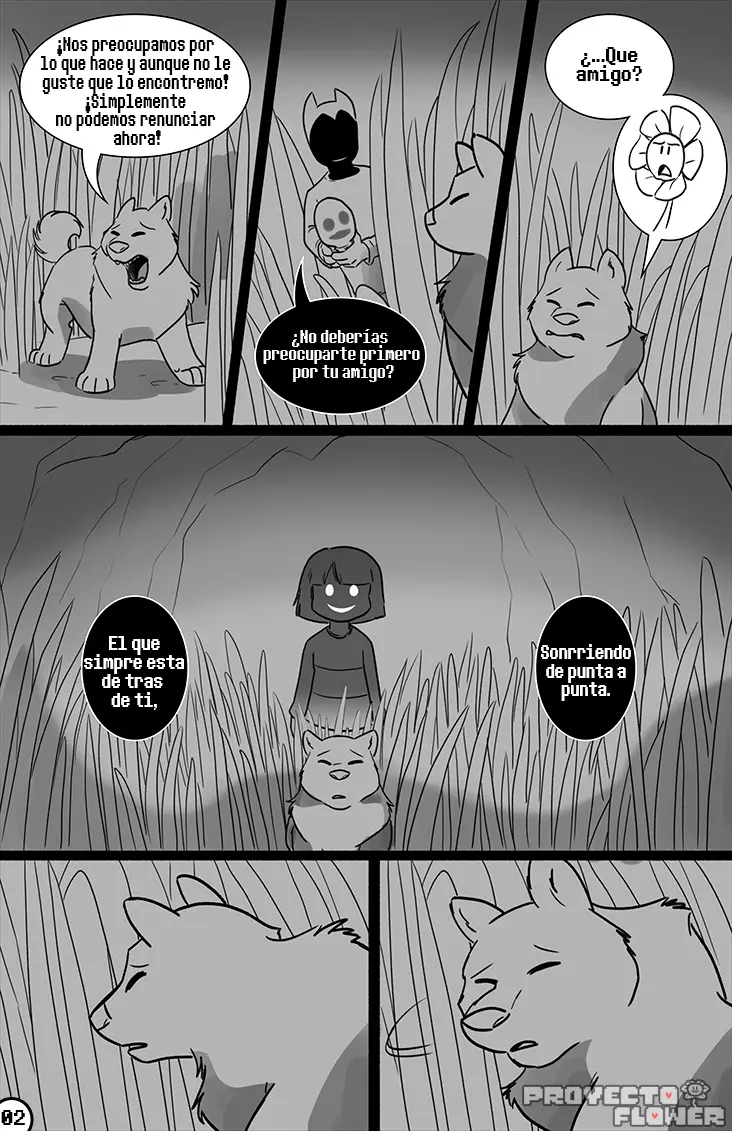 ¡Nos preocupamos por
lo que hace y aunque no le
guste que lo encontremo!
¡Simplemente
no podemos renunciar
ahora!
¿No deberías
preocuparte primero
por tu amigo?
¿...Que
amigo?
El que
simpre esta
de tras
de ti,
Sonrriendo
de punta a
punta.
02
PROYECTO
FLOWER